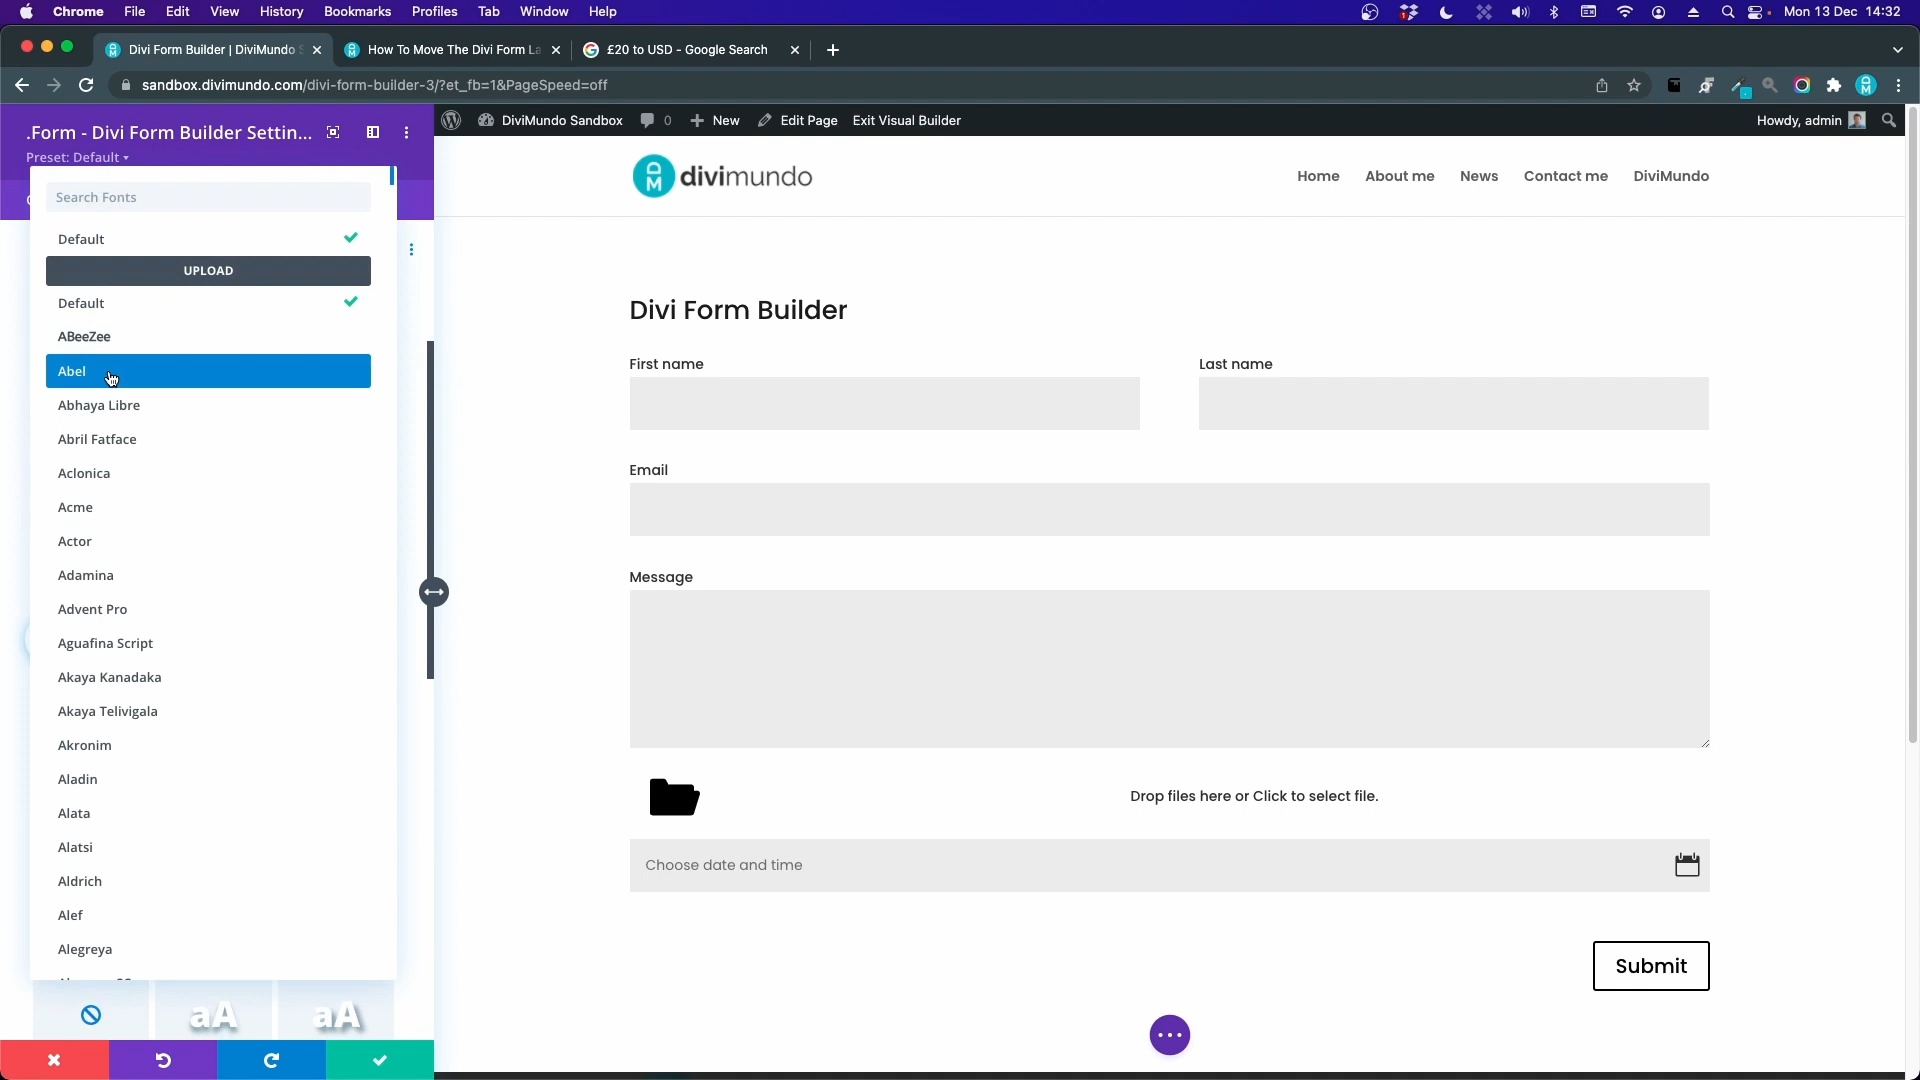 Chrome File Edit View History Bookmarks Profiles Tab Window Help
1
Mon 13 Dec 14:32
Divi Form Builder | DiviMundo S
How To Move The Divi Form La
£20 to USD - Google Search
sandbox.divimundo.com/divi-form-builder-3/?et_fb=1&PageSpeed=off
.Form - Divi Form Builder Settin...
Preset: Default
DiviMundo Sandbox 0 New Edit Page Exit Visual Builder
Howdy, admin
divimundo
Home About me News Contact me DiviMundo
Search Fonts
Default
UPLOAD
Default
ABeeZee
Abel
Abhaya Libre
Abril Fatface
Aclonica
Acme
Actor
Adamina
Advent Pro
Aguafina Script
Akaya Kanadaka
Akaya Telivigala
Akronim
Aladin
Alata
Alatsi
Aldrich
Alef
Alegreya
aA aA
Divi Form Builder
First name
Last name
Email
Message
Drop files here or Click to select file.
Choose date and time
Submit